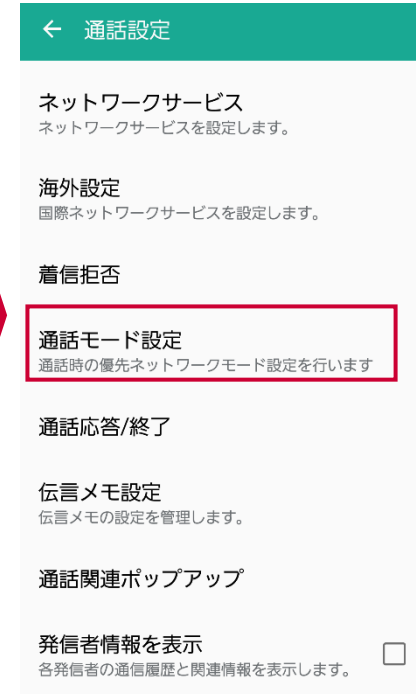 ← 通話設定
ネットワークサービス
ネットワークサービスを設定します。
海外設定
国際ネットワークサービスを設定します。
着信拒否
通話モード設定
通話時の優先ネットワークモード設定を行います
通話応答/終了
伝言メモ設定
伝言メモの設定を管理します。
通話関連ポップアップ
発信者情報を表示
各発信者の通信履歴と関連情報を表示します。